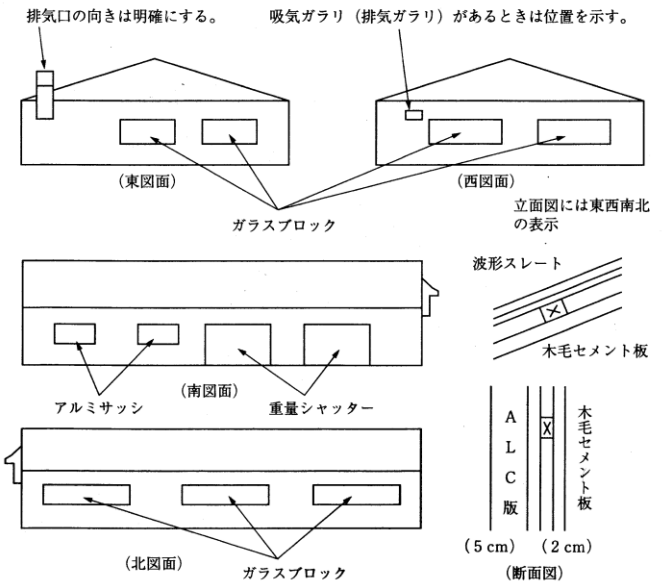 排気口の向きは明確にする。
吸気ガラリ（排気ガラリ）があるときは位置を示す。
（東図面）
（西図面）
ガラスブロック
立面図には東西南北
の表示
波形スレート
木毛セメント板
（南図面）
アルミサッシ
重量シャッター
ALC版
木毛セメント板
（5 cm）
（2 cm）
（北図面）
ガラスブロック
（断面図）